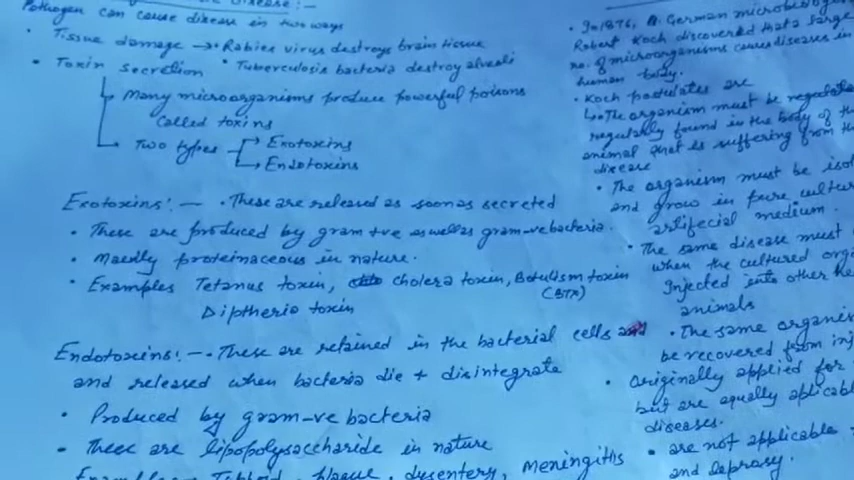 Disease:-
Pathogen can cause disease in two ways
• Tissue damage → • Rabies virus destroys brain tissue
• Tuberculosis bacteria destroy alveoli
• Toxin secretion
Many microorganisms produce powerful poisons
called toxins
Two types → Exotoxins
→ Endotoxins
Exotoxins:- • These are released as soon as secreted
• These are produced by gram +ve as well as gram -ve bacteria.
• Mostly proteinaceous in nature.
• Examples Tetanus toxin, cholera toxin, Botulism toxin
(BTX)
Diptheria toxin
Endotoxins:- • These are retained in the bacterial cells
and released when bacteria die + disintegrate
• Produced by gram -ve bacteria
• These are lipopolysaccharide in nature
plague, dysentery, Meningitis
• In 1876, A German
Robert Koch discovered that a large
no. of microorganisms causes diseases in
human body.
• Koch postulates are
↳ • The organism must be
regularly found in the body of
animal that is suffering from
disease
• The organism must be
and grow in pure
artifecial medium.
• The same disease must
when the cultured
Injected into other
animals
• The same
be recovered from
• Originally applied for
but are equally
diseases.
• are not applicable
and leprosy.